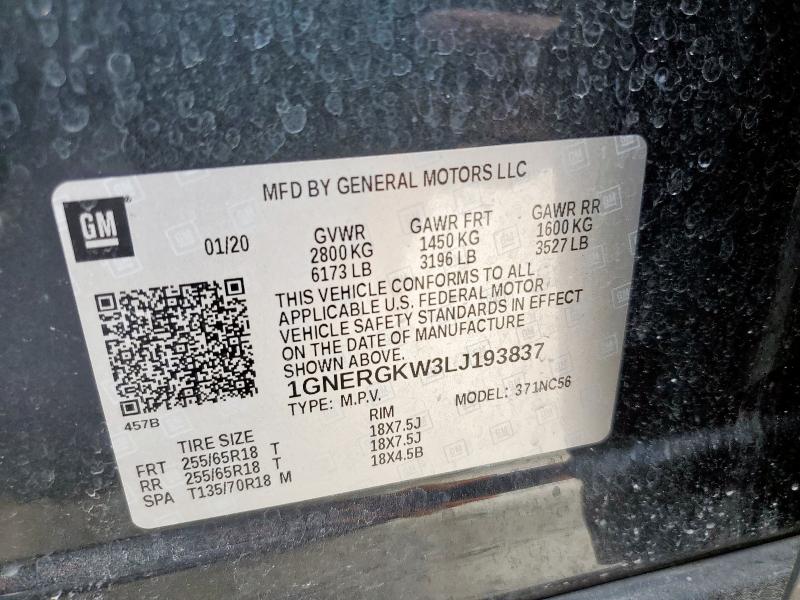 MFD BY GENERAL MOTORS LLC
GM
01/20 GVWR GAWR FRT GAWR RR
2800 KG 1450 KG 1600 KG
6173 LB 3196 LB 3527 LB
THIS VEHICLE CONFORMS TO ALL
APPLICABLE U.S. FEDERAL MOTOR
VEHICLE SAFETY STANDARDS IN EFFECT
ON THE DATE OF MANUFACTURE
SHOWN ABOVE.
1GNERGKW3LJ193837
TYPE: M.P.V. MODEL: 371NC56
457B
TIRE SIZE RIM
FRT 255/65R18 T 18X7.5J
RR 255/65R18 T 18X7.5J
SPA T135/70R18 M 18X4.5B